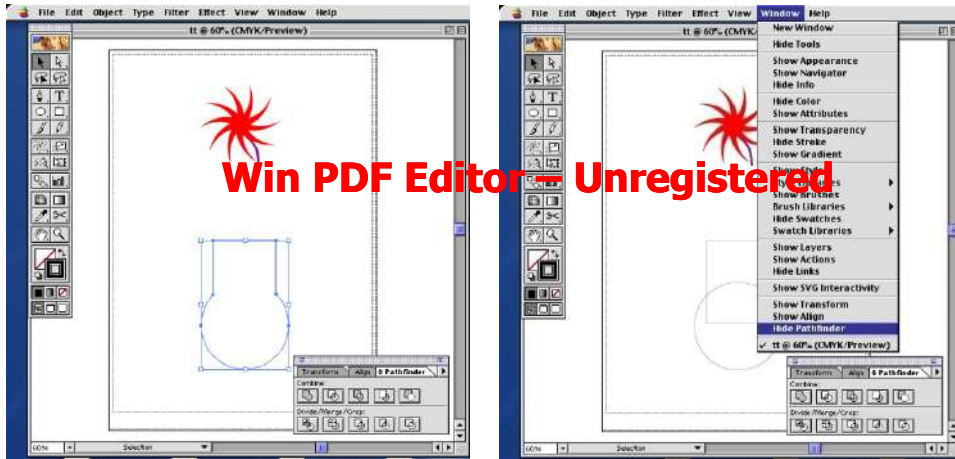 File Edit Object Type Filter Effect View Window Help
tt @ 60% (CMYK/Preview)
T
Transform Align Pathfinder
Combine:
Divide/Merge/Crop:
60% Selection
File Edit Object Type Filter Effect View Window Help
tt @ 60% (CMYK/
New Window
Hide Tools
Show Appearance
Show Navigator
Hide Info
Hide Color
Show Attributes
Show Transparency
Hide Stroke
Show Gradient
Win PDF Editor — Unregistered
Show Brushes
Brush Libraries
Hide Swatches
Swatch Libraries
Show Layers
Show Actions
Hide Links
Show SVG Interactivity
Show Transform
Show Align
Hide Pathfinder
✓ tt @ 60% (CMYK/Preview)
T
Transform Align Pathfinder
Combine:
Divide/Merge/Crop:
60% Selection